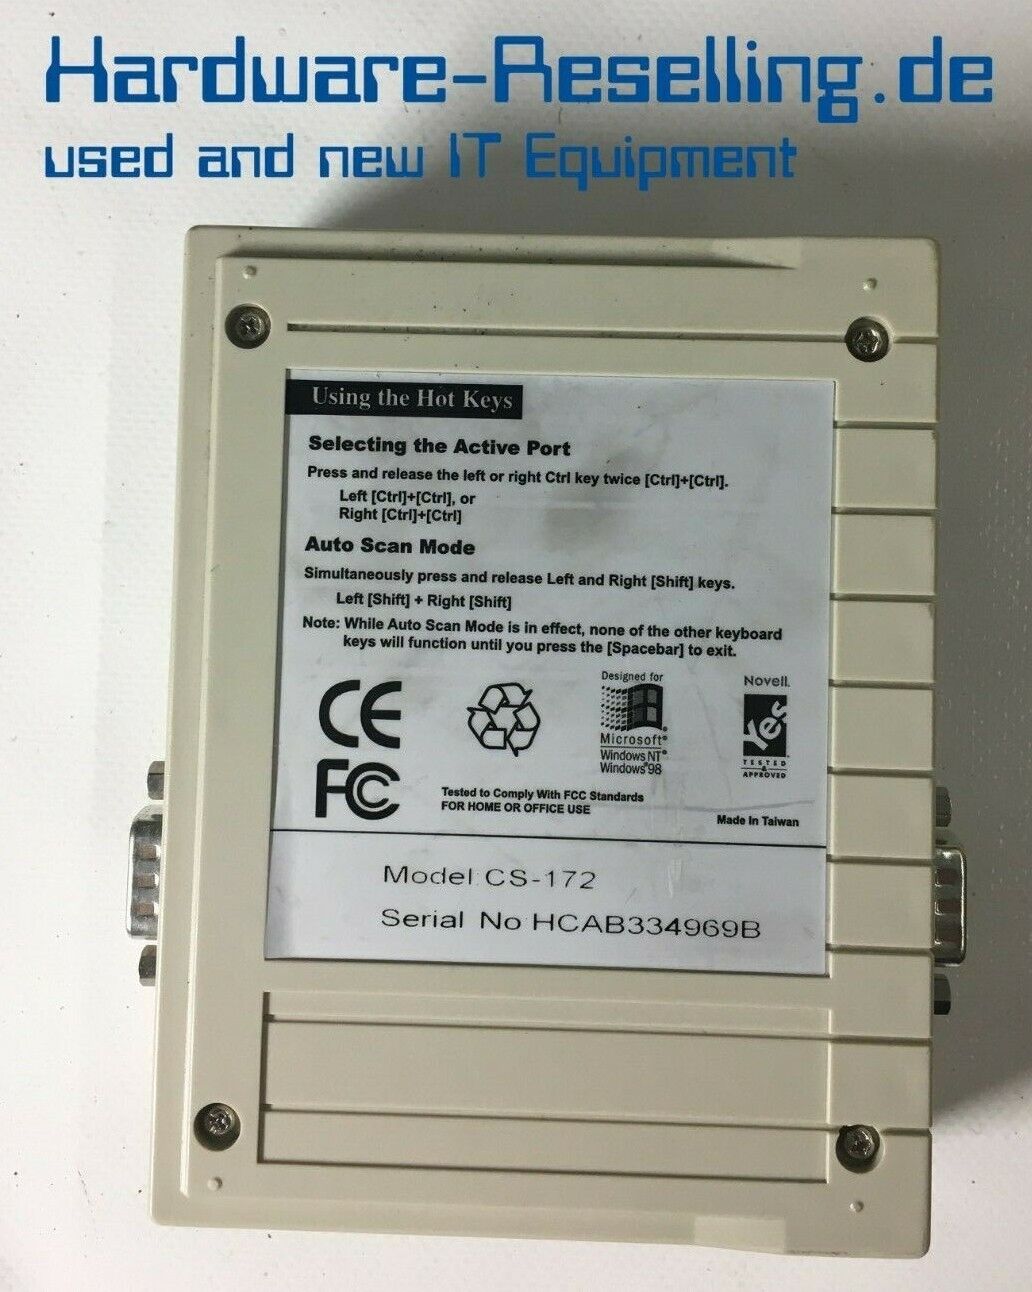 Hardware-Reselling.de
used and new IT Equipment
Using the Hot Keys
Selecting the Active Port
Press and release the left or right Ctrl key twice [Ctrl]+[Ctrl].
Left [Ctrl]+[Ctrl], or
Right [Ctrl]+[Ctrl]
Auto Scan Mode
Simultaneously press and release Left and Right [Shift] keys.
Left [Shift] + Right [Shift]
Note: While Auto Scan Mode is in effect, none of the other keyboard
keys will function until you press the [Spacebar] to exit.
CE
FC
Designed for
Microsoft®
Windows NT®
Windows®98
Novell.
Yes
TESTED
&
APPROVED
Tested to Comply With FCC Standards
FOR HOME OR OFFICE USE
Made In Taiwan
Model CS-172
Serial No HCAB334969B